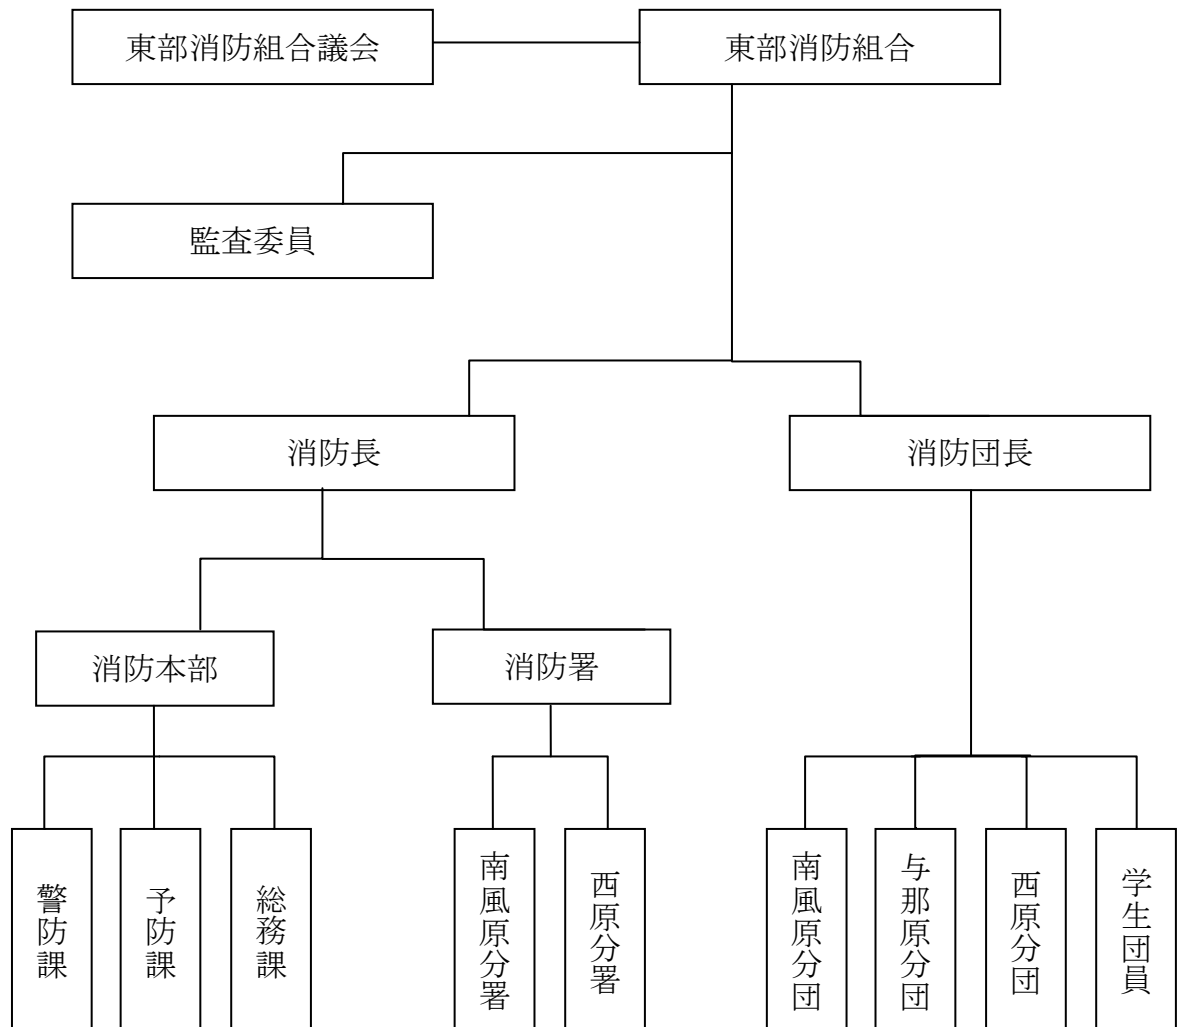 東部消防組合議会
東部消防組合
監査委員
消防長
消防団長
消防本部
消防署
警防課
予防課
総務課
南風原分署
西原分署
南風原分団
与那原分団
西原分団
学生団員